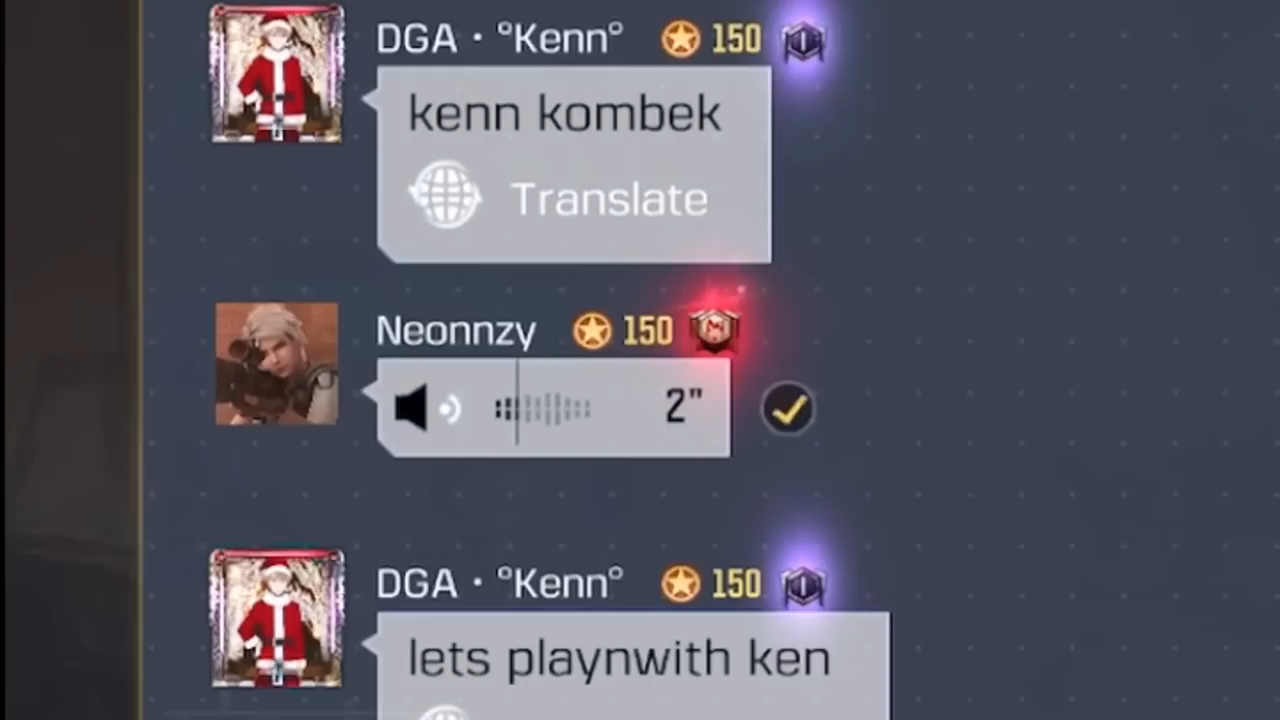 DGA · °Kenn° 150
kenn kombek
Translate
Neonnzy 150
2"
DGA · °Kenn° 150
lets playnwith ken